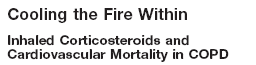 Cooling the Fire Within
Inhaled Corticosteroids and
Cardiovascular Mortality in COPD